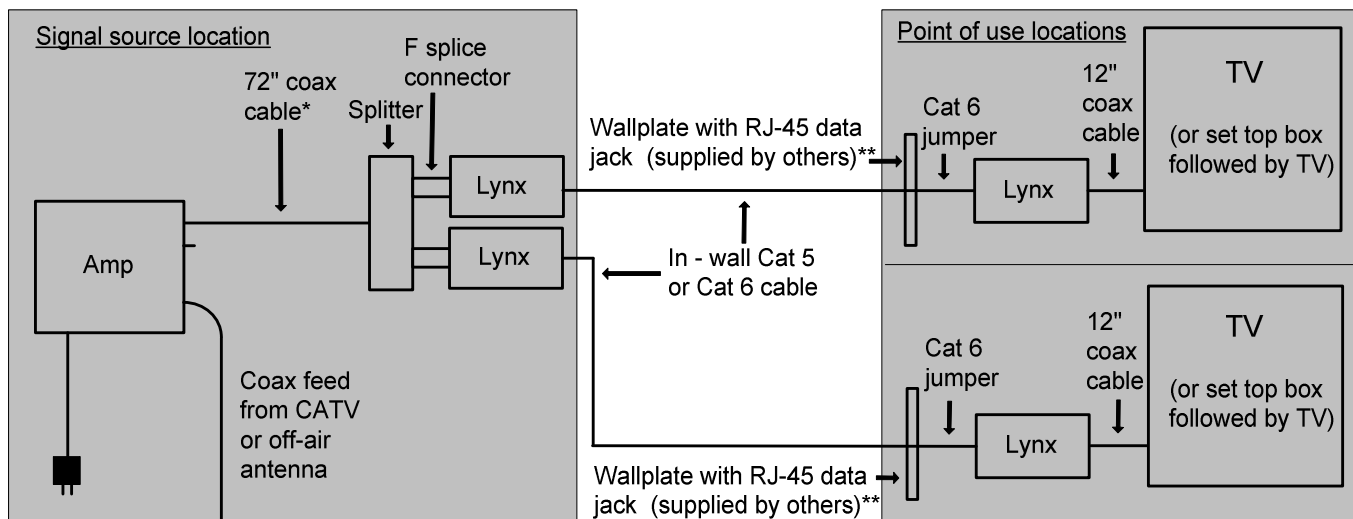 Signal source location
72" coax
cable*
F splice
connector
Splitter
Lynx
Lynx
Amp
Coax feed
from CATV
or off-air
antenna
Wallplate with RJ-45 data
jack (supplied by others)**
In - wall Cat 5
or Cat 6 cable
Wallplate with RJ-45 data
jack (supplied by others)**
Point of use locations
Cat 6
jumper
Lynx
12"
coax
cable
TV
(or set top box
followed by TV)
Cat 6
jumper
Lynx
12"
coax
cable
TV
(or set top box
followed by TV)